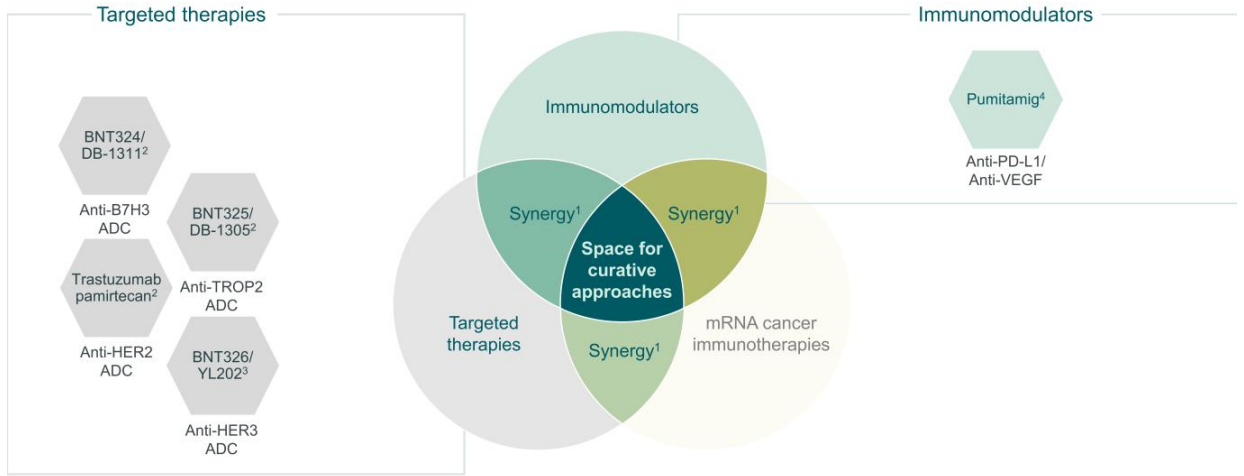 Targeted therapies
BNT324/
DB-1311²
Anti-B7H3
ADC
BNT325/
DB-1305²
Anti-TROP2
ADC
Trastuzumab
pamirtecan²
Anti-HER2
ADC
BNT326/
YL202³
Anti-HER3
ADC
Immunomodulators
Synergy¹
Synergy¹
Space for
curative
approaches
Targeted
therapies
mRNA cancer
immunotherapies
Synergy¹
Immunomodulators
Pumitamig⁴
Anti-PD-L1/
Anti-VEGF